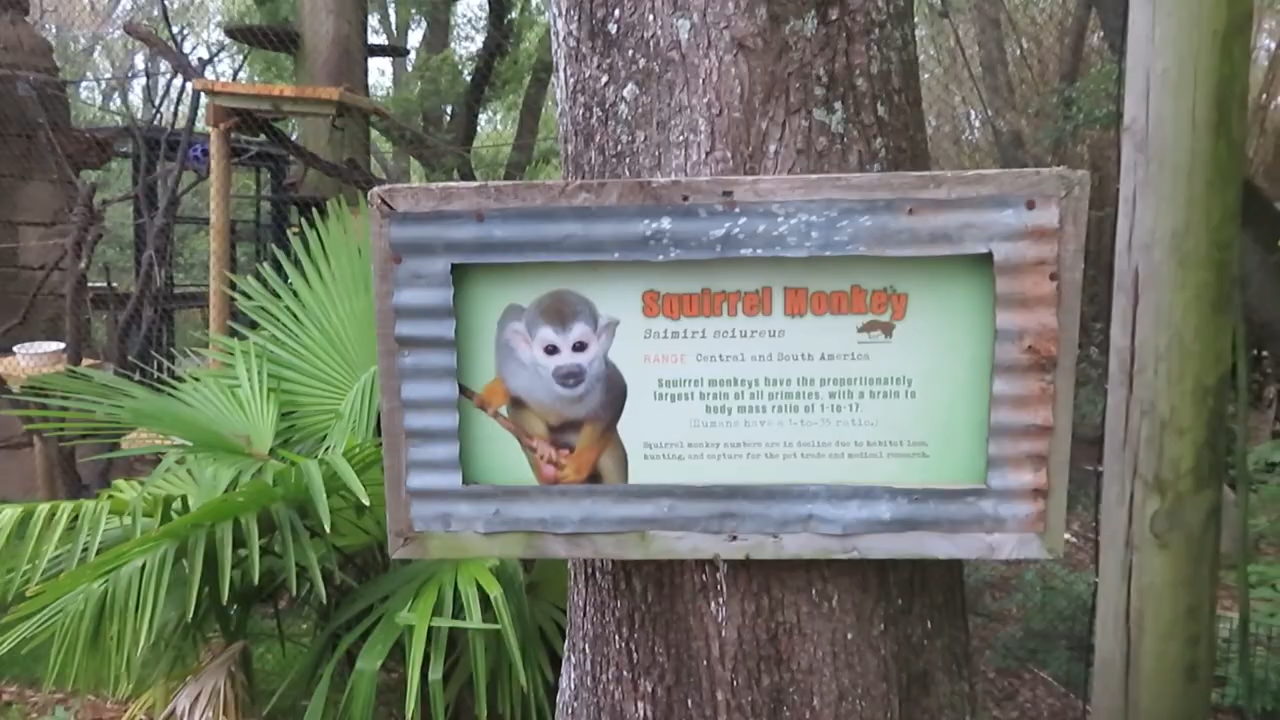 Squirrel Monkey
Saimiri sciureus
RANGE Central and South America
Squirrel monkeys have the proportionately
largest brain of all primates, with a brain to
body mass ratio of 1-to-17.
(Humans have a 1-to-35 ratio.)
Squirrel monkey numbers are in decline due to habitat loss,
hunting, and capture for the pet trade and medical research.